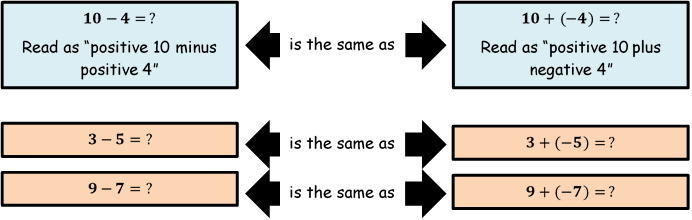 10 − 4 = ?
Read as “positive 10 minus
positive 4”
is the same as
10 + (−4) = ?
Read as “positive 10 plus
negative 4”
3 − 5 = ?
is the same as
3 + (−5) = ?
9 − 7 = ?
is the same as
9 + (−7) = ?